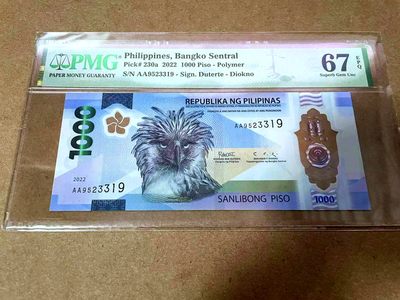 PMG
PAPER MONEY GUARANTY
Philippines, Bangko Sentral
Pick# 230a 2022 1000 Piso - Polymer
S/N AA9523319 - Sign. Duterte - Diokno
67 EPQ
Superb Gem Unc
REPUBLIKA NG PILIPINAS
AA9523319
1000
2022
AA9523319
SANLIBONG PISO
1000